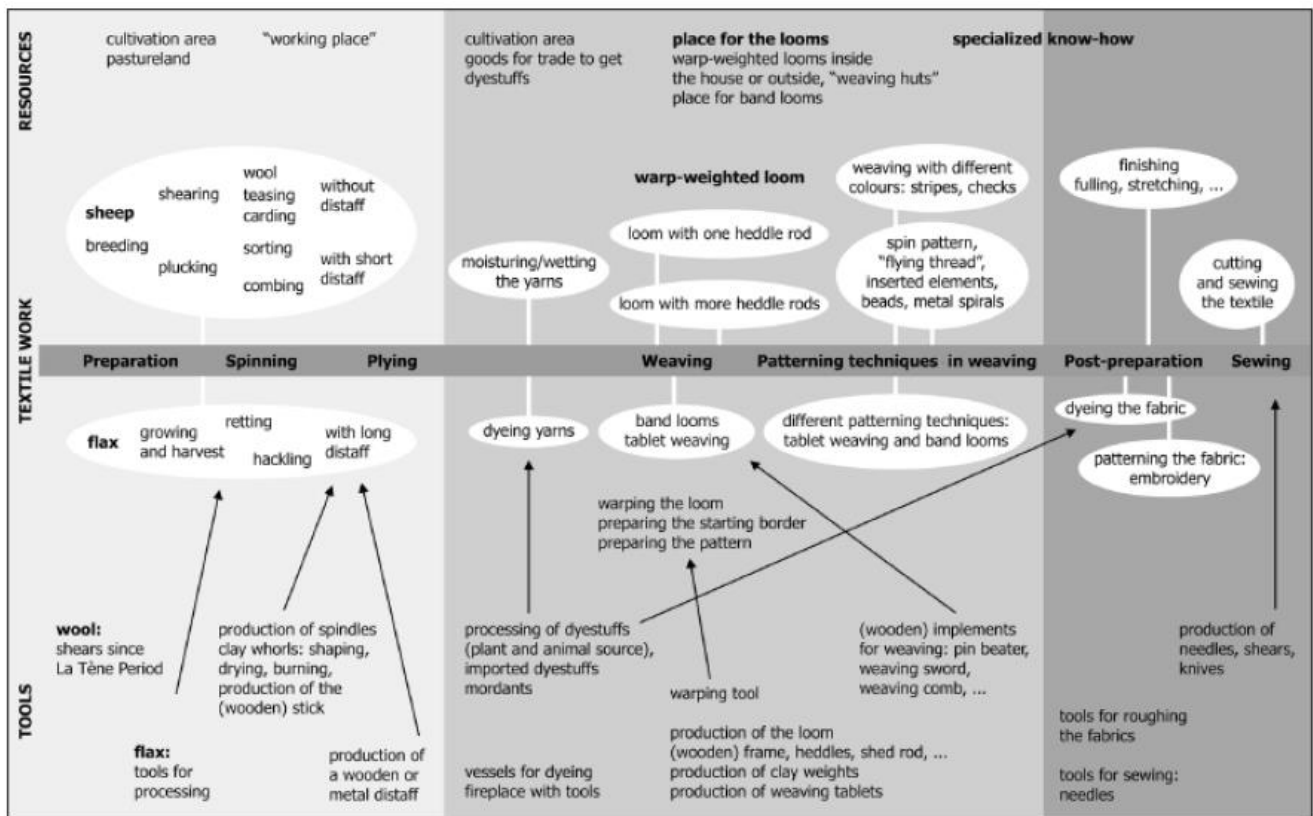 RESOURCES
cultivation area
pastureland
“working place”
cultivation area
goods for trade to get
dyestuffs
place for the looms
warp-weighted looms inside
the house or outside, “weaving huts”
place for band looms
specialized know-how
TEXTILE WORK
sheep
breeding
shearing
plucking
wool
teasing
carding
sorting
combing
without
distaff
with short
distaff
moisturing/wetting
the yarns
warp-weighted loom
loom with one heddle rod
loom with more heddle rods
weaving with different
colours: stripes, checks
spin pattern,
“flying thread”,
inserted elements,
beads, metal spirals
finishing
fulling, stretching, ...
cutting
and sewing
the textile
Preparation Spinning Plying Weaving Patterning techniques in weaving Post-preparation Sewing
flax
growing
and harvest
retting
hackling
with long
distaff
dyeing yarns
band looms
tablet weaving
different patterning techniques:
tablet weaving and band looms
dyeing the fabric
patterning the fabric:
embroidery
warping the loom
preparing the starting border
preparing the pattern
TOOLS
wool:
shears since
La Tène Period
flax:
tools for
processing
production of spindles
clay whorls: shaping,
drying, burning,
production of the
(wooden) stick
production of
a wooden or
metal distaff
processing of dyestuffs
(plant and animal source),
imported dyestuffs
mordants
vessels for dyeing
fireplace with tools
warping tool
production of the loom
(wooden) frame, heddles, shed rod, ...
production of clay weights
production of weaving tablets
(wooden) implements
for weaving: pin beater,
weaving sword,
weaving comb, ...
production of
needles, shears,
knives
tools for roughing
the fabrics
tools for sewing:
needles